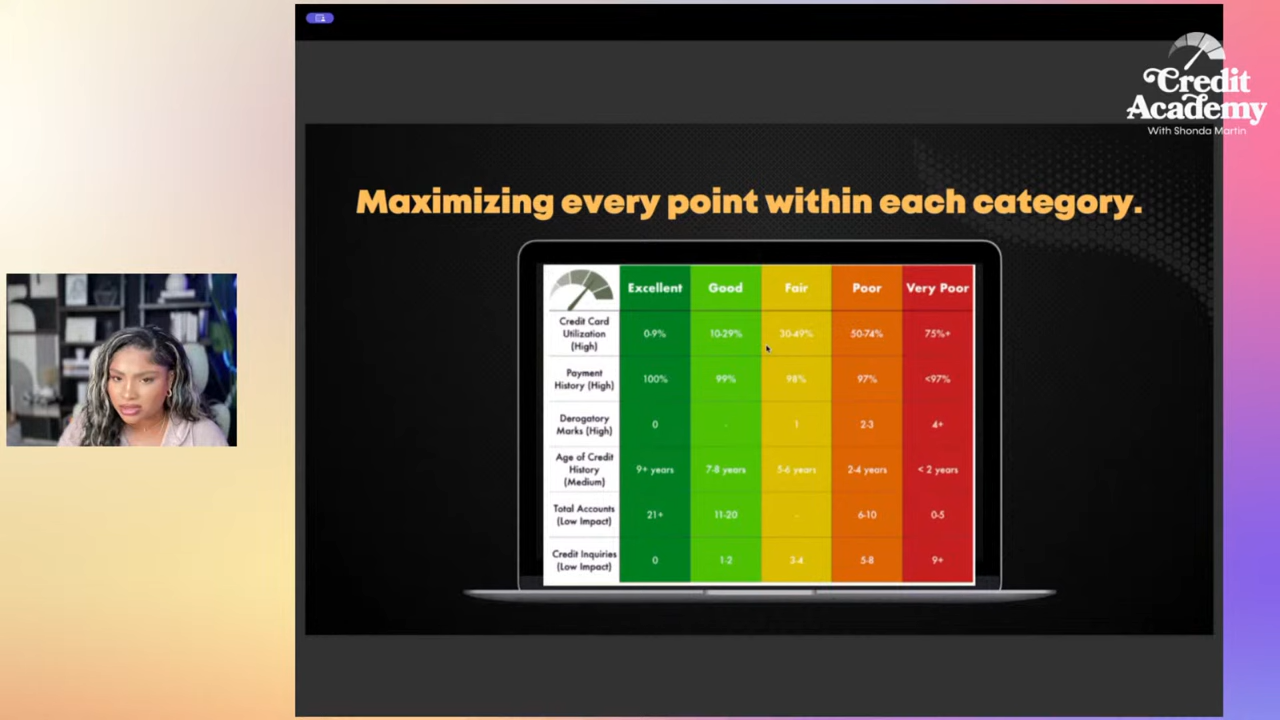 Credit
Academy
With Shonda Martin
Maximizing every point within each category.
Excellent Good Fair Poor Very Poor
Credit Card
Utilization
(High)
0-9% 10-29% 30-49% 50-74% 75%+
Payment
History (High)
100% 99% 98% 97% <97%
Derogatory
Marks (High)
0 - 1 2-3 4+
Age of Credit
History
(Medium)
9+ years 7-8 years 5-6 years 2-4 years < 2 years
Total Accounts
(Low Impact)
21+ 11-20 - 6-10 0-5
Credit Inquiries
(Low Impact)
0 1-2 3-4 5-8 9+